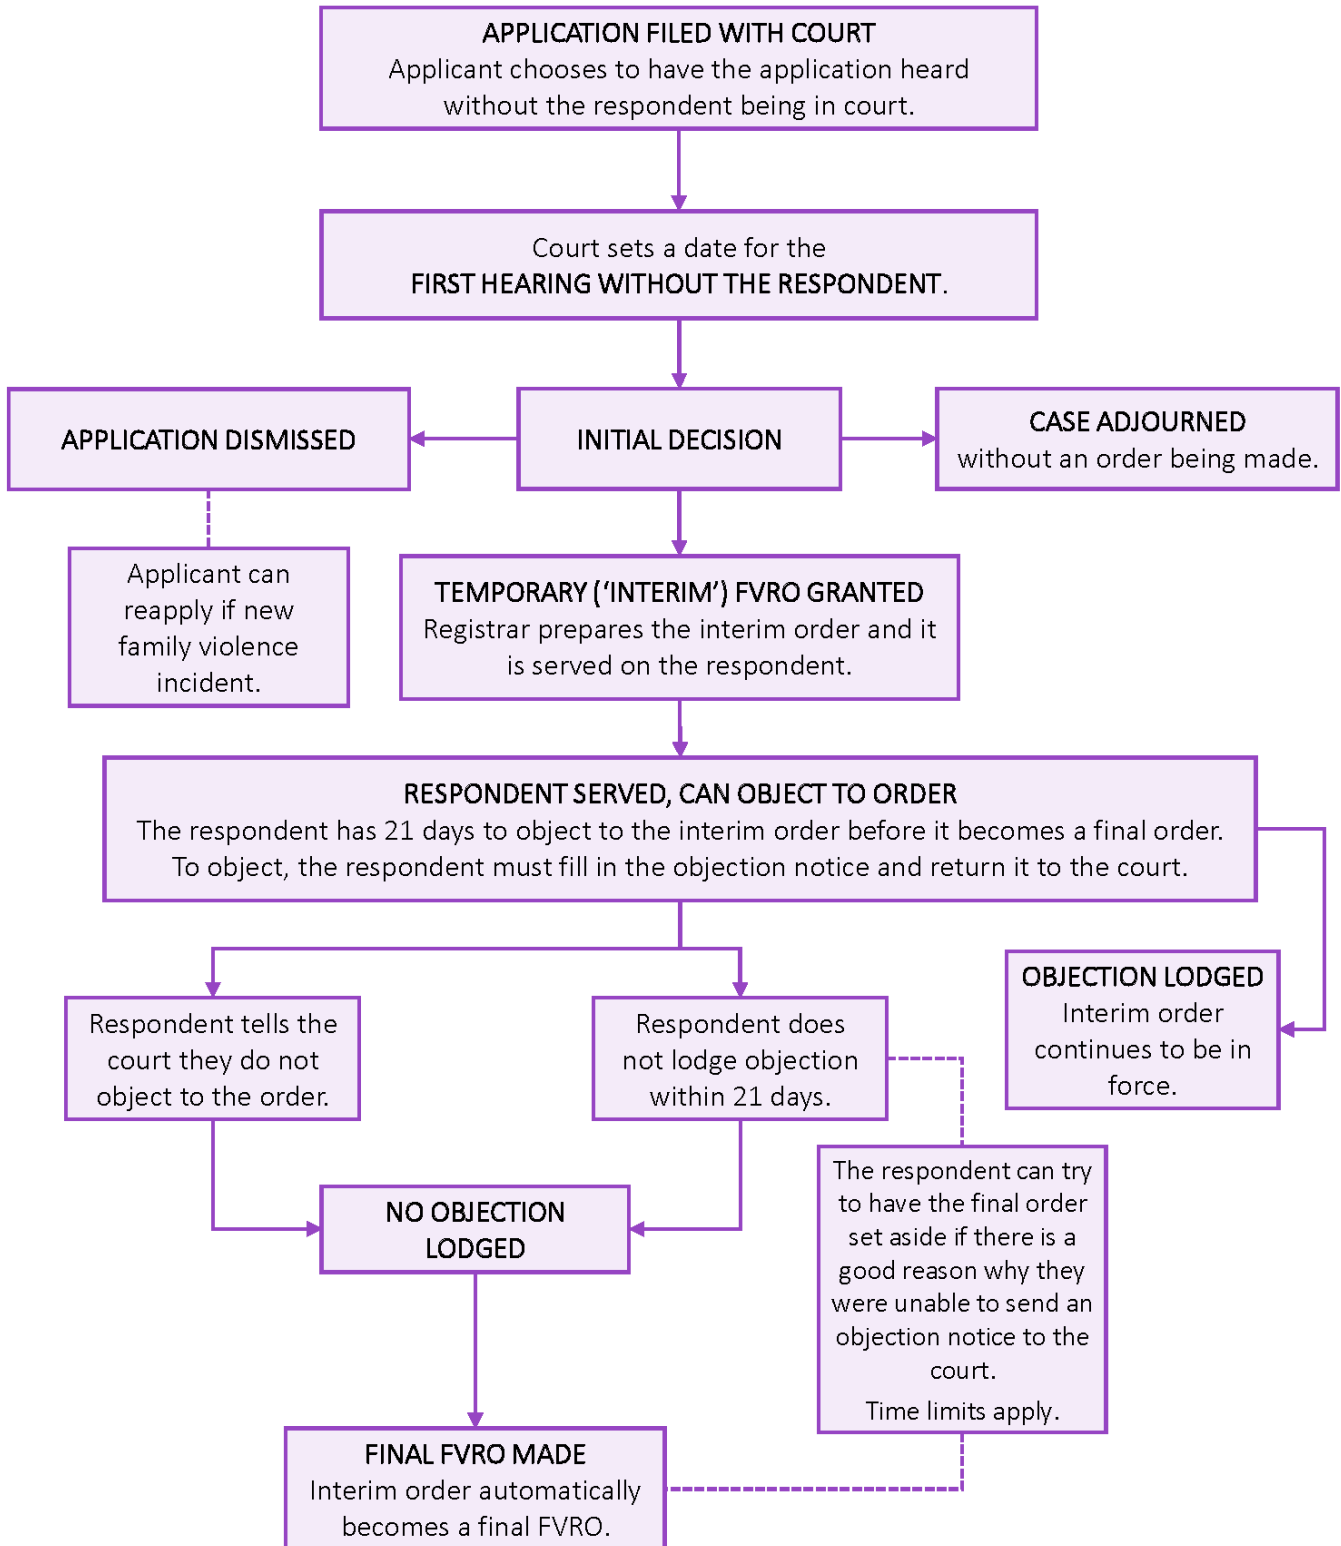 APPLICATION FILED WITH COURT
Applicant chooses to have the application heard
without the respondent being in court.
Court sets a date for the
FIRST HEARING WITHOUT THE RESPONDENT.
APPLICATION DISMISSED
INITIAL DECISION
CASE ADJOURNED
without an order being made.
Applicant can
reapply if new
family violence
incident.
TEMPORARY (‘INTERIM’) FVRO GRANTED
Registrar prepares the interim order and it
is served on the respondent.
RESPONDENT SERVED, CAN OBJECT TO ORDER
The respondent has 21 days to object to the interim order before it becomes a final order.
To object, the respondent must fill in the objection notice and return it to the court.
Respondent tells the
court they do not
object to the order.
Respondent does
not lodge objection
within 21 days.
OBJECTION LODGED
Interim order
continues to be in
force.
NO OBJECTION
LODGED
The respondent can try
to have the final order
set aside if there is a
good reason why they
were unable to send an
objection notice to the
court.
Time limits apply.
FINAL FVRO MADE
Interim order automatically
becomes a final FVRO.